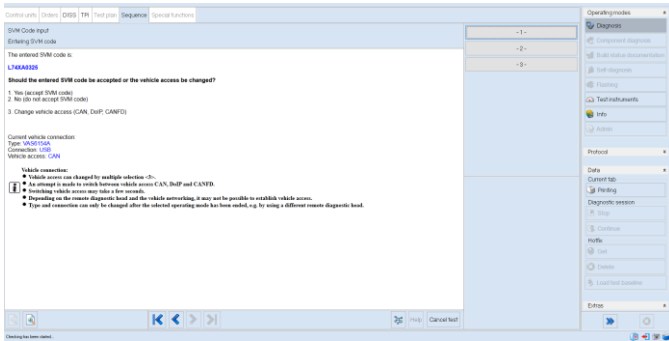 Control units Orders DISS TPI Test plan Sequence Special functions
SVM Code input
Entering SVM code
The entered SVM code is:
L74XA0326
Should the entered SVM code be accepted or the vehicle access be changed?
1. Yes (accept SVM code)
2. No (do not accept SVM code)
3. Change vehicle access (CAN, DoIP, CANFD)
Current vehicle connection:
Type: VAS6154A
Connection: USB
Vehicle access: CAN
Vehicle connection:
● Vehicle access can changed by multiple selection -3-.
● An attempt is made to switch between vehicle access CAN, DoIP and CANFD.
● Switching vehicle access may take a few seconds.
● Depending on the remote diagnostic head and the vehicle networking, it may not be possible to establish vehicle access.
● Type and connection can only be changed after the selected operating mode has been ended, e.g. by using a different remote diagnostic head.
- 1 -
- 2 -
- 3 -
Help
Cancel test
Operating modes
Diagnosis
Component diagnosis
Build status documentation
Self-diagnosis
Flashing
Test instruments
Info
Admin
Protocol
Data
Current tab
Printing
Diagnostic session
Stop
Continue
Hotfix
Get
Delete
Load test baseline
Extras
Checking has been started...